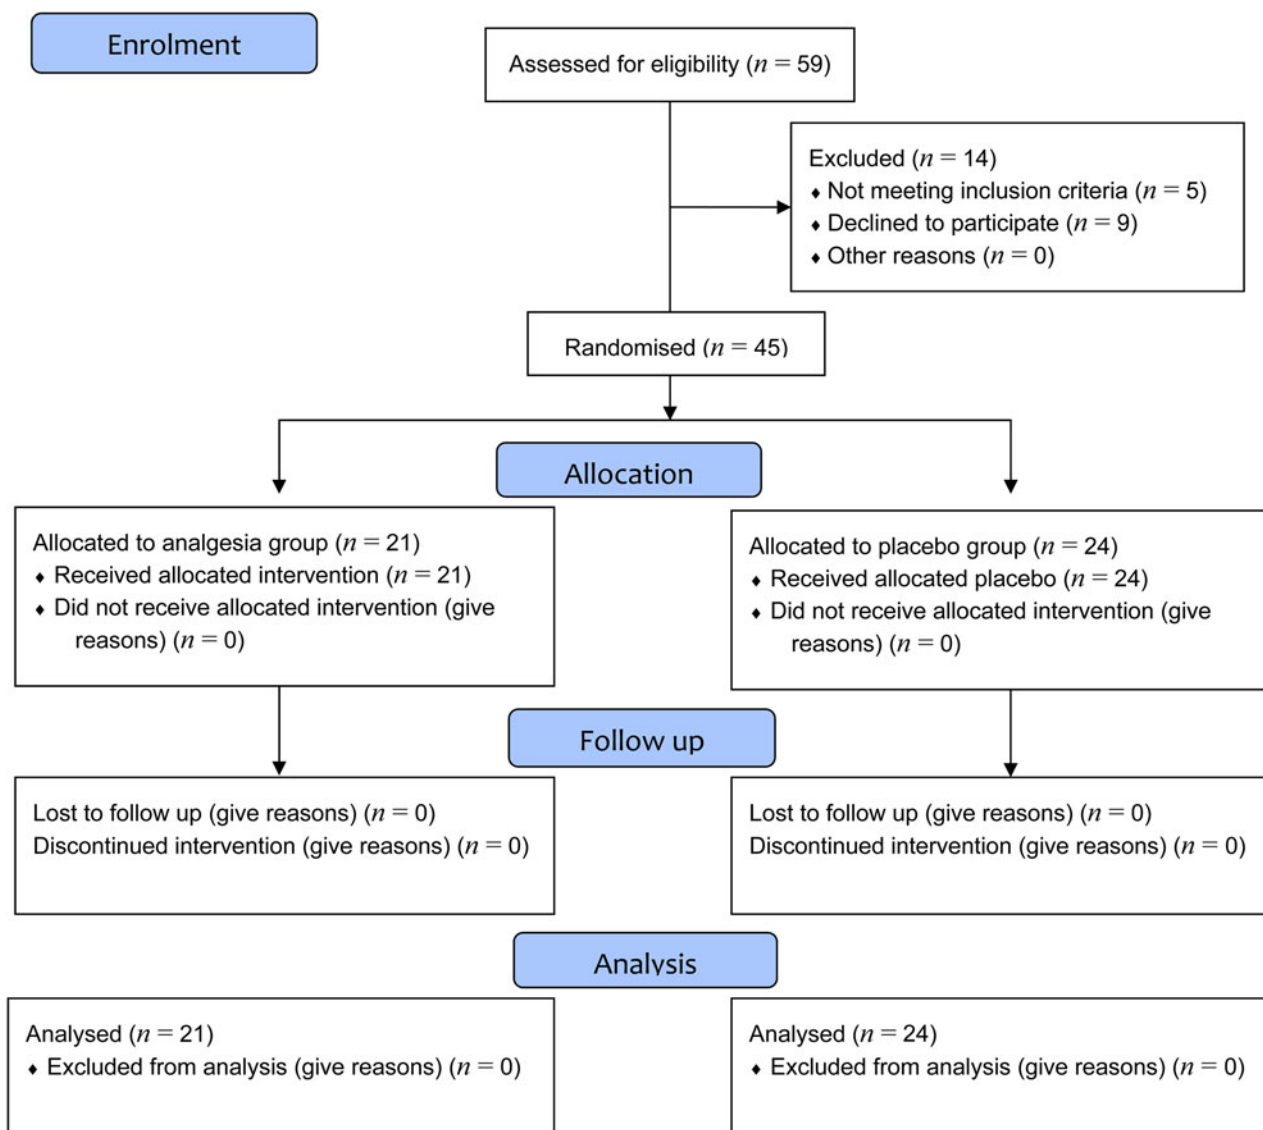 Enrolment
Assessed for eligibility (n = 59)
Excluded (n = 14)
♦ Not meeting inclusion criteria (n = 5)
♦ Declined to participate (n = 9)
♦ Other reasons (n = 0)
Randomised (n = 45)
Allocation
Allocated to analgesia group (n = 21)
♦ Received allocated intervention (n = 21)
♦ Did not receive allocated intervention (give
reasons) (n = 0)
Allocated to placebo group (n = 24)
♦ Received allocated placebo (n = 24)
♦ Did not receive allocated intervention (give
reasons) (n = 0)
Follow up
Lost to follow up (give reasons) (n = 0)
Discontinued intervention (give reasons) (n = 0)
Lost to follow up (give reasons) (n = 0)
Discontinued intervention (give reasons) (n = 0)
Analysis
Analysed (n = 21)
♦ Excluded from analysis (give reasons) (n = 0)
Analysed (n = 24)
♦ Excluded from analysis (give reasons) (n = 0)